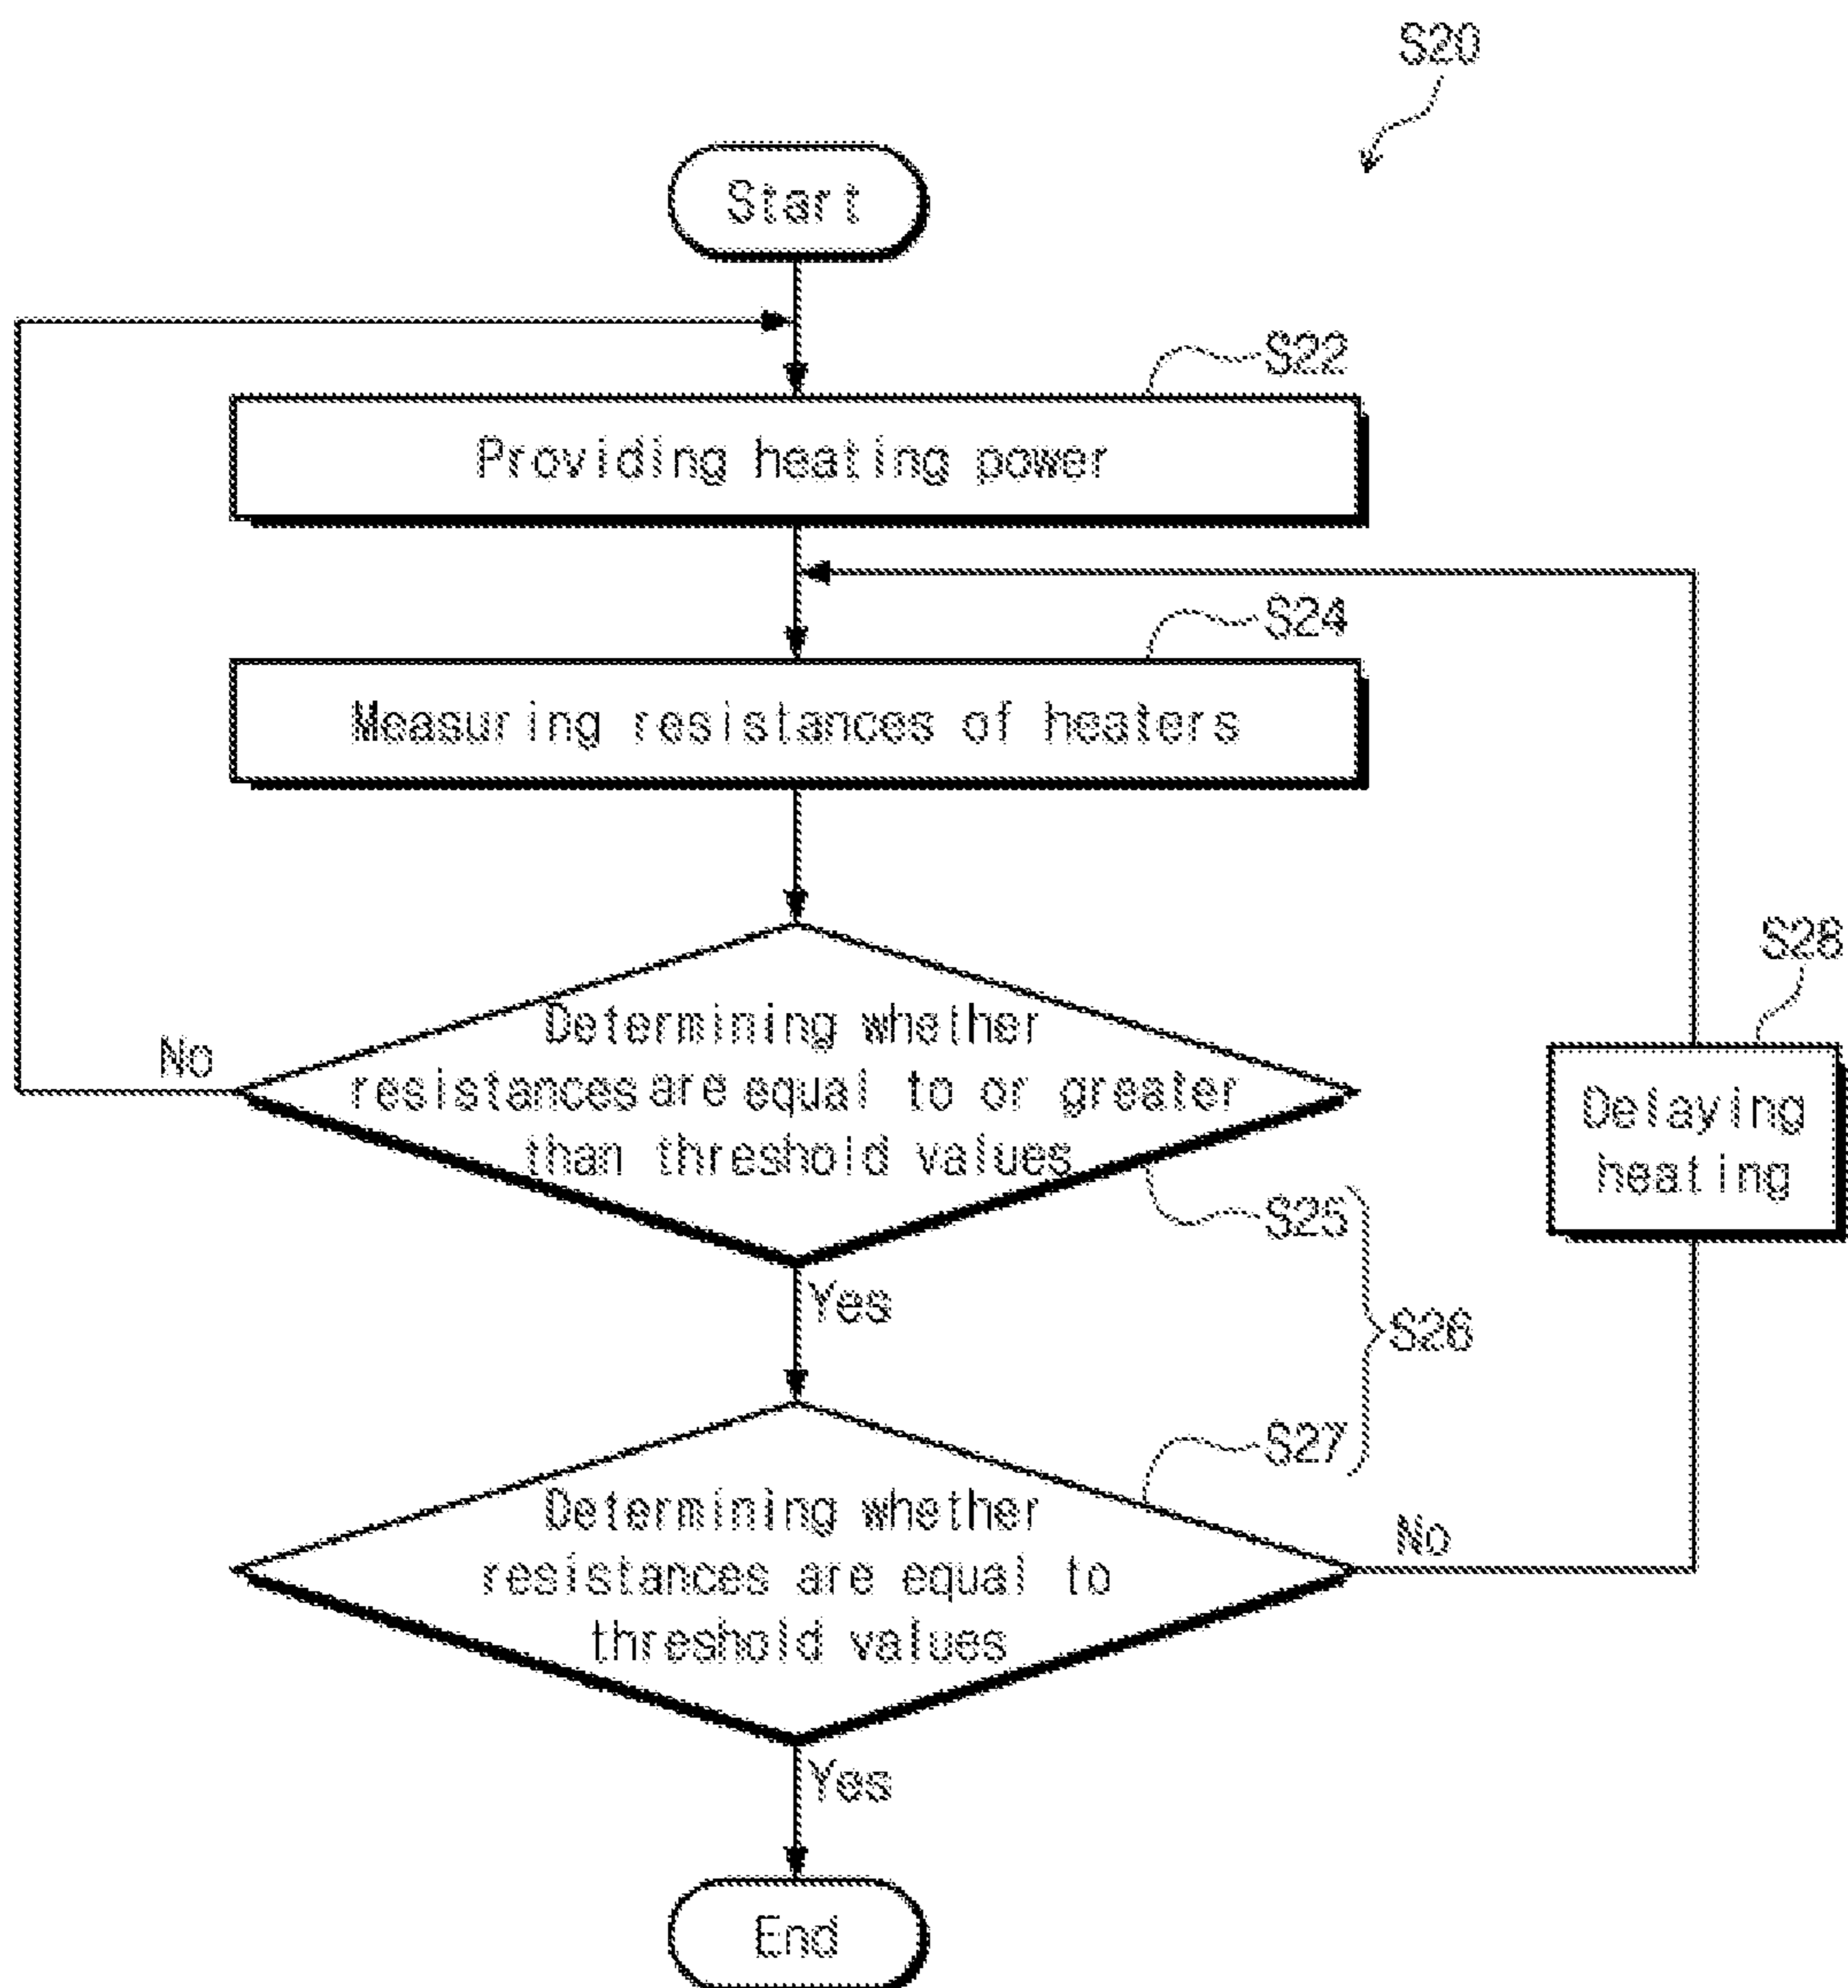 S20
Start
S22
Providing heating power
S24
Measuring resistances of heaters
Determining whether
resistances are equal to or greater
than threshold values
No
S25
Yes
S28
Delaying
heating
S26
S27
Determining whether
resistances are equal to
threshold values
No
Yes
End